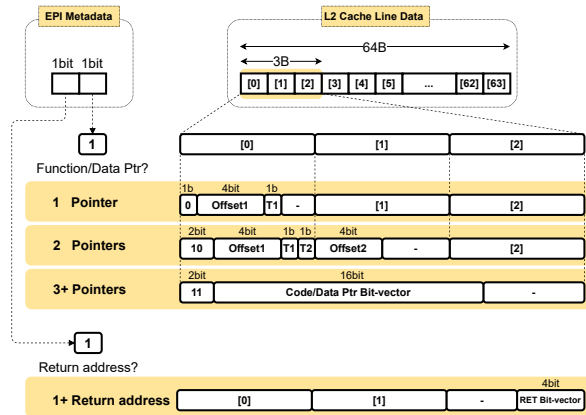 EPI Metadata
L2 Cache Line Data
1bit 1bit
64B
3B
[0] [1] [2] [3] [4] [5] ... [62] [63]
1
[0] [1] [2]
Function/Data Ptr?
1b 4bit 1b
1 Pointer 0 Offset1 T1 - [1] [2]
2bit 4bit 1b 1b 4bit
2 Pointers 10 Offset1 T1 T2 Offset2 - [2]
2bit 16bit
3+ Pointers 11 Code/Data Ptr Bit-vector -
1
Return address?
4bit
1+ Return address [0] [1] - RET Bit-vector